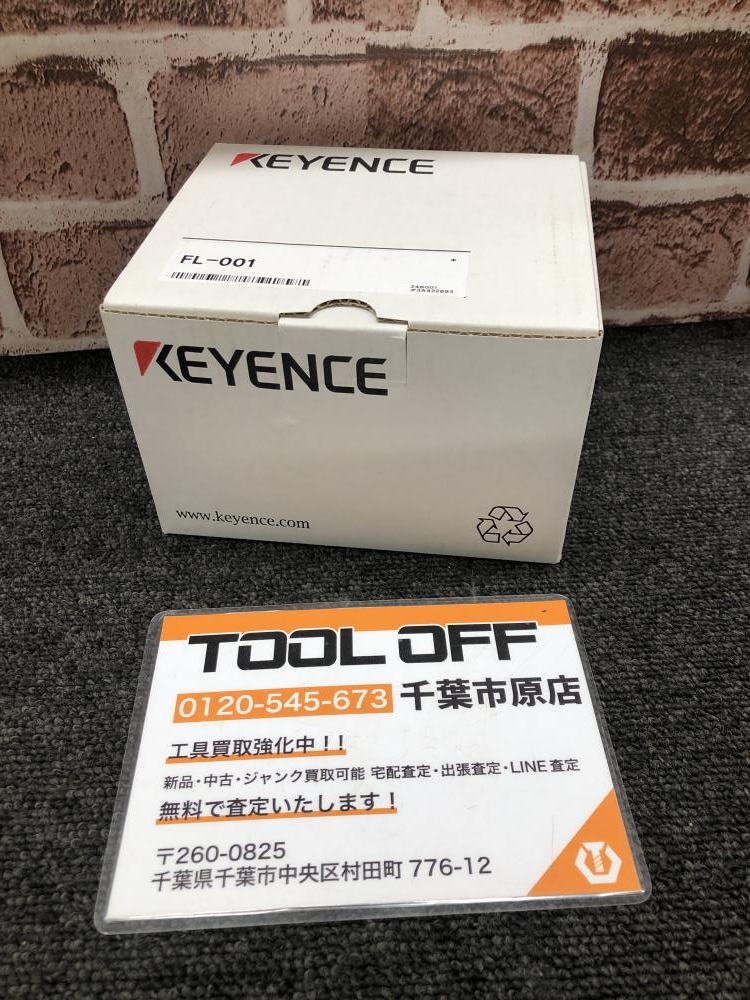 KEYENCE
FL-001
*
KEYENCE
www.keyence.com
TOOL OFF
0120-545-673 千葉市原店
工具買取強化中！！
新品・中古・ジャンク買取可能 宅配査定・出張査定・LINE査定
無料で査定いたします！
〒260-0825
千葉県千葉市中央区村田町 776-12